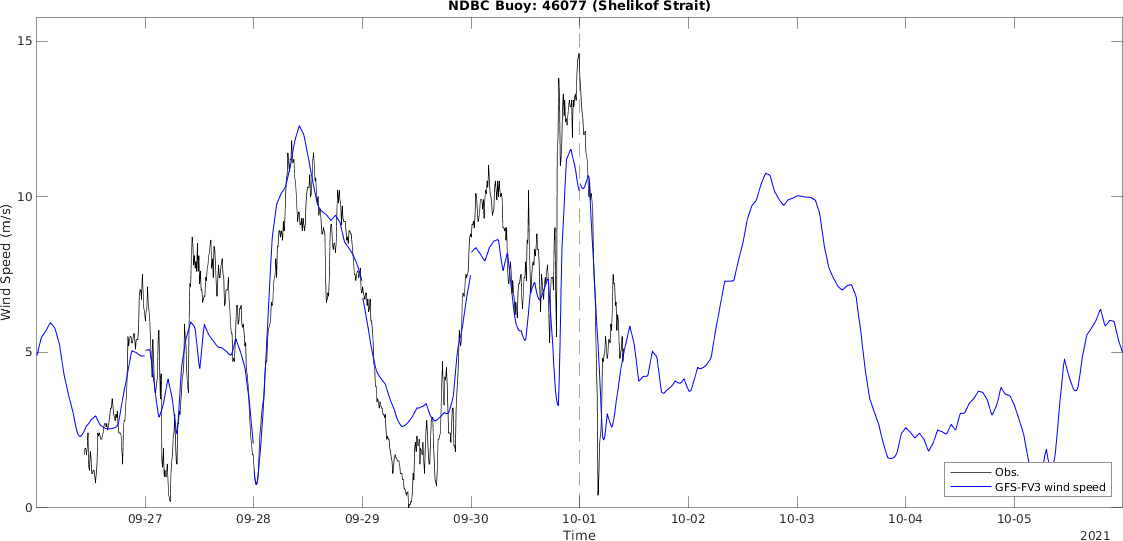 NDBC Buoy: 46077 (Shelikof Strait)
15
10
5
0
Wind Speed (m/s)
Obs.
GFS-FV3 wind speed
09-27 09-28 09-29 09-30 10-01 10-02 10-03 10-04 10-05
Time
2021